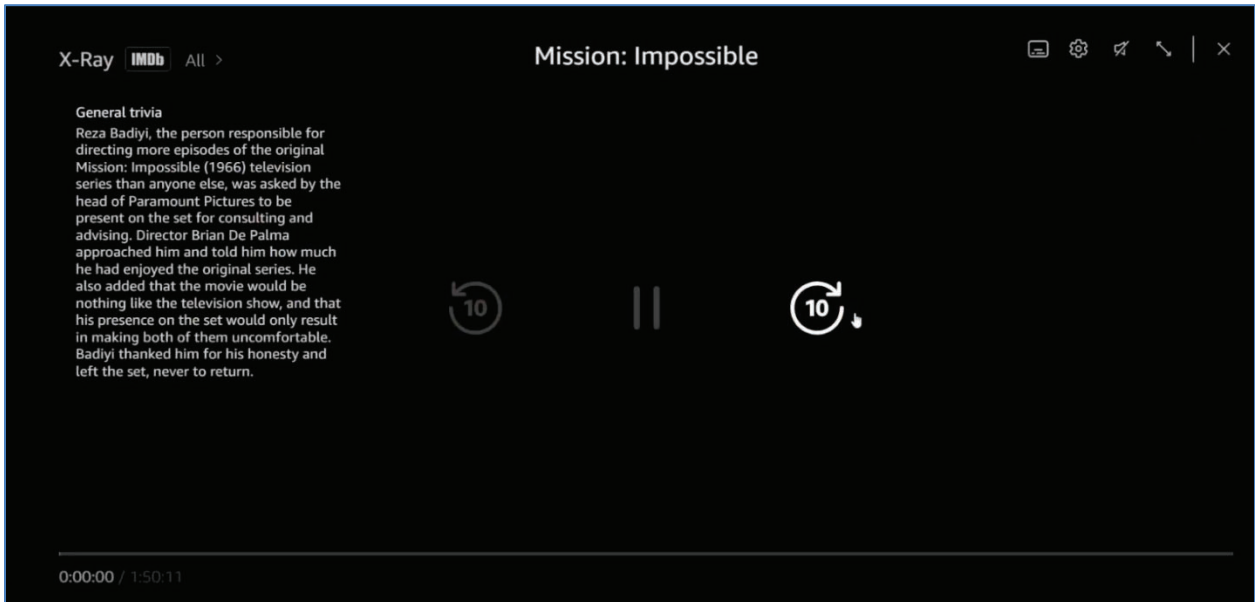 X-Ray IMDb All >
Mission: Impossible
General trivia
Reza Badiyi, the person responsible for
directing more episodes of the original
Mission: Impossible (1966) television
series than anyone else, was asked by the
head of Paramount Pictures to be
present on the set for consulting and
advising. Director Brian De Palma
approached him and told him how much
he had enjoyed the original series. He
also added that the movie would be
nothing like the television show, and that
his presence on the set would only result
in making both of them uncomfortable.
Badiyi thanked him for his honesty and
left the set, never to return.
10
10
0:00:00 / 1:50:11